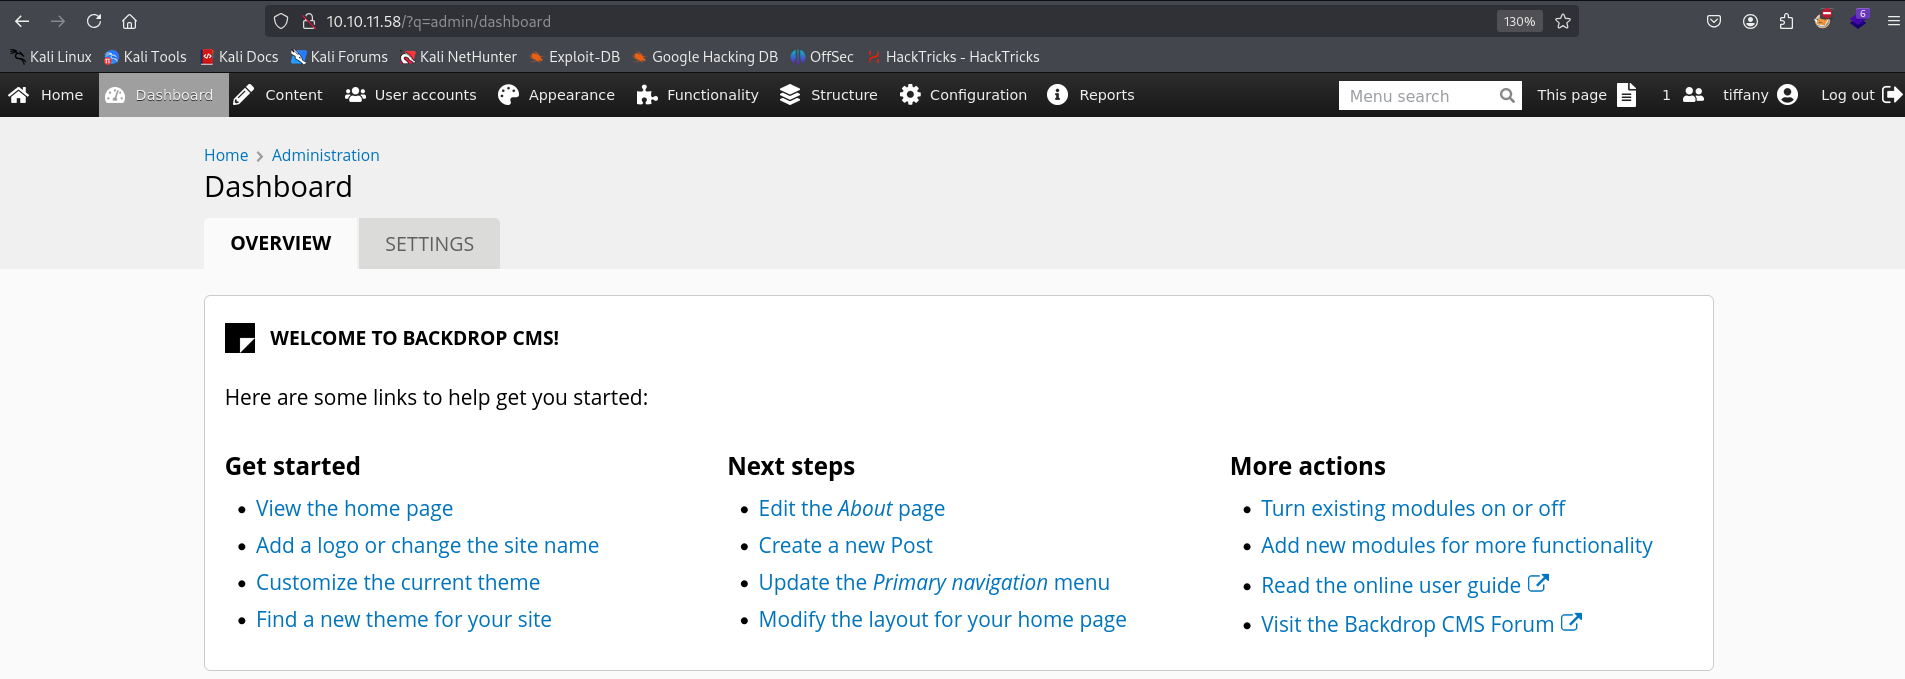 10.10.11.58/?q=admin/dashboard 130% 6
Kali Linux Kali Tools Kali Docs Kali Forums Kali NetHunter Exploit-DB Google Hacking DB OffSec HackTricks - HackTricks
Home Dashboard Content User accounts Appearance Functionality Structure Configuration Reports Menu search This page 1 tiffany Log out
Home Administration
Dashboard
OVERVIEW SETTINGS
WELCOME TO BACKDROP CMS!
Here are some links to help get you started:
Get started
View the home page
Add a logo or change the site name
Customize the current theme
Find a new theme for your site
Next steps
Edit the About page
Create a new Post
Update the Primary navigation menu
Modify the layout for your home page
More actions
Turn existing modules on or off
Add new modules for more functionality
Read the online user guide
Visit the Backdrop CMS Forum